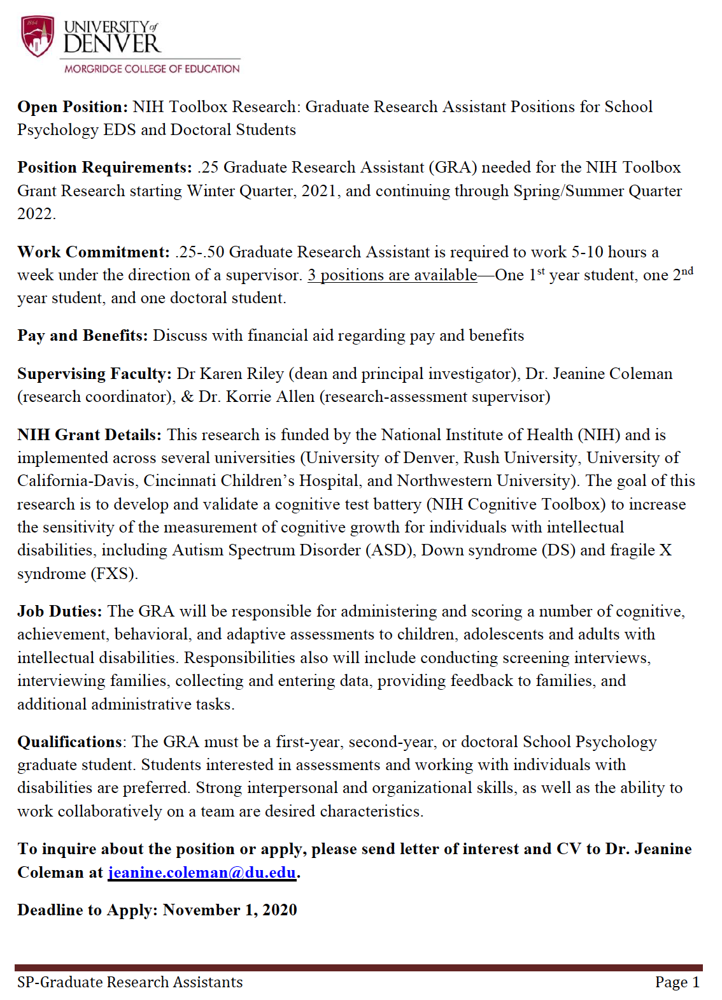 1864
UNIVERSITY of
DENVER
MORGRIDGE COLLEGE OF EDUCATION
Open Position: NIH Toolbox Research: Graduate Research Assistant Positions for School
Psychology EDS and Doctoral Students
Position Requirements: .25 Graduate Research Assistant (GRA) needed for the NIH Toolbox
Grant Research starting Winter Quarter, 2021, and continuing through Spring/Summer Quarter
2022.
Work Commitment: .25-.50 Graduate Research Assistant is required to work 5-10 hours a
week under the direction of a supervisor. 3 positions are available—One 1st year student, one 2nd
year student, and one doctoral student.
Pay and Benefits: Discuss with financial aid regarding pay and benefits
Supervising Faculty: Dr Karen Riley (dean and principal investigator), Dr. Jeanine Coleman
(research coordinator), & Dr. Korrie Allen (research-assessment supervisor)
NIH Grant Details: This research is funded by the National Institute of Health (NIH) and is
implemented across several universities (University of Denver, Rush University, University of
California-Davis, Cincinnati Children’s Hospital, and Northwestern University). The goal of this
research is to develop and validate a cognitive test battery (NIH Cognitive Toolbox) to increase
the sensitivity of the measurement of cognitive growth for individuals with intellectual
disabilities, including Autism Spectrum Disorder (ASD), Down syndrome (DS) and fragile X
syndrome (FXS).
Job Duties: The GRA will be responsible for administering and scoring a number of cognitive,
achievement, behavioral, and adaptive assessments to children, adolescents and adults with
intellectual disabilities. Responsibilities also will include conducting screening interviews,
interviewing families, collecting and entering data, providing feedback to families, and
additional administrative tasks.
Qualifications: The GRA must be a first-year, second-year, or doctoral School Psychology
graduate student. Students interested in assessments and working with individuals with
disabilities are preferred. Strong interpersonal and organizational skills, as well as the ability to
work collaboratively on a team are desired characteristics.
To inquire about the position or apply, please send letter of interest and CV to Dr. Jeanine
Coleman at jeanine.coleman@du.edu.
Deadline to Apply: November 1, 2020
SP-Graduate Research Assistants
Page 1